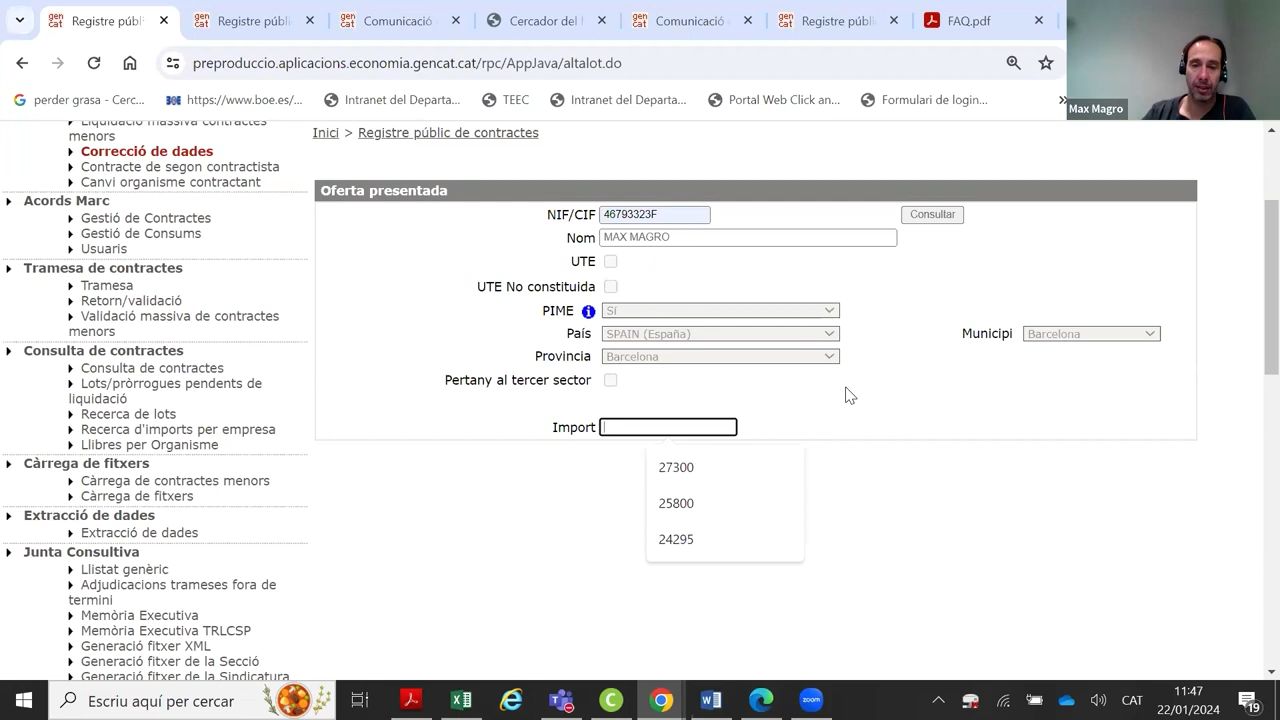 Registre públi
Registre públi
Comunicació
Cercador del
Comunicació
Registre públi
FAQ.pdf
preproduccio.aplicacions.economia.gencat.cat/rpc/AppJava/altalot.do
perder grasa - Cerc...
https://www.boe.es/...
Intranet del Departa...
TEEC
Intranet del Departa...
Portal Web Click an...
Formulari de login...
Max Magro
Liquidació massiva contractes
menors
Correcció de dades
Contracte de segon contractista
Canvi organisme contractant
Acords Marc
Gestió de Contractes
Gestió de Consums
Usuaris
Tramesa de contractes
Tramesa
Retorn/validació
Validació massiva de contractes
menors
Consulta de contractes
Consulta de contractes
Lots/pròrrogues pendents de
liquidació
Recerca de lots
Recerca d'imports per empresa
Llibres per Organisme
Càrrega de fitxers
Càrrega de contractes menors
Càrrega de fitxers
Extracció de dades
Extracció de dades
Junta Consultiva
Llistat genèric
Adjudicacions trameses fora de
termini
Memòria Executiva
Memòria Executiva TRLCSP
Generació fitxer XML
Generació fitxer de la Secció
Generació fitxer de la Sindicatura
Inici > Registre públic de contractes
Oferta presentada
NIF/CIF 46793323F Consultar
Nom MAX MAGRO
UTE
UTE No constituida
PIME Sí
País SPAIN (España) Municipi Barcelona
Provincia Barcelona
Pertany al tercer sector
Import
27300
25800
24295
Escriu aquí per cercar
zoom
CAT
11:47
22/01/2024
19